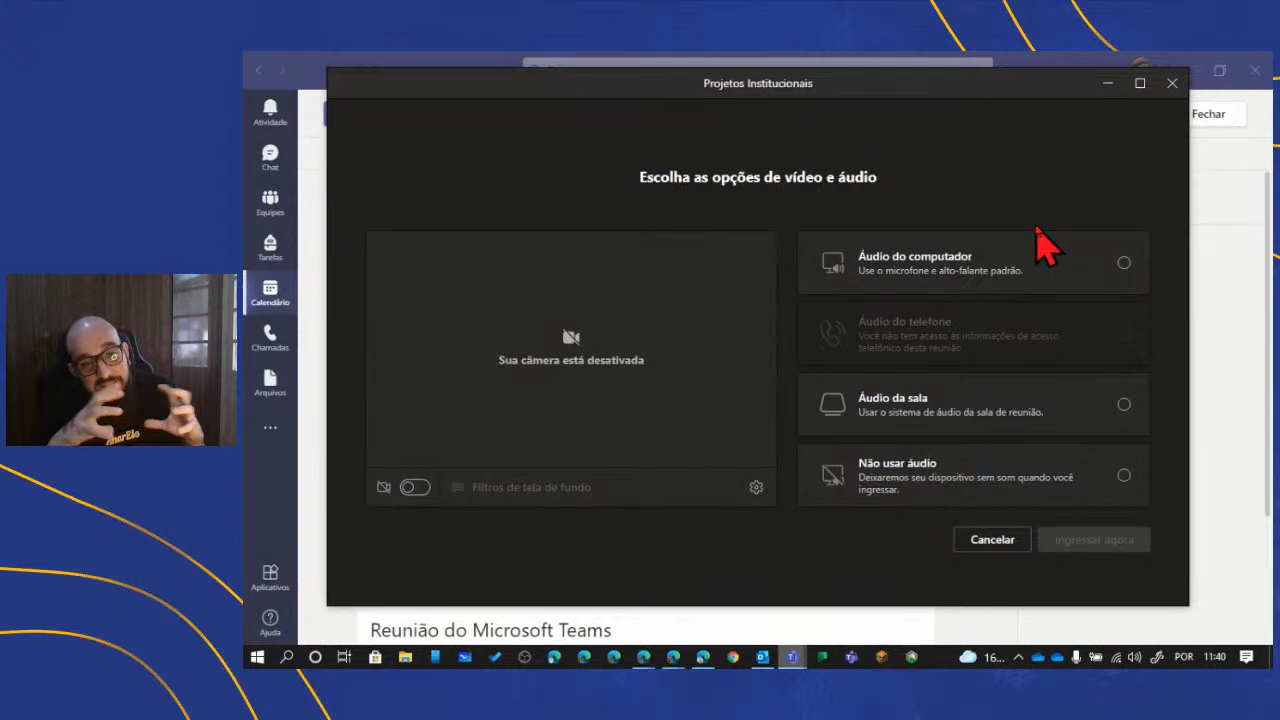 Projetos Institucionais
Fechar
Atividade
Chat
Equipes
Tarefas
Calendário
Chamadas
Arquivos
Aplicativos
Ajuda
Escolha as opções de vídeo e áudio
Sua câmera está desativada
Filtros de tela de fundo
Áudio do computador
Use o microfone e alto-falante padrão.
Áudio do telefone
Você não tem acesso às informações de acesso
telefônico desta reunião
Áudio da sala
Usar o sistema de áudio da sala de reunião.
Não usar áudio
Deixaremos seu dispositivo sem som quando você
ingressar.
Cancelar
Ingressar agora
Reunião do Microsoft Teams
16...
POR
11:40